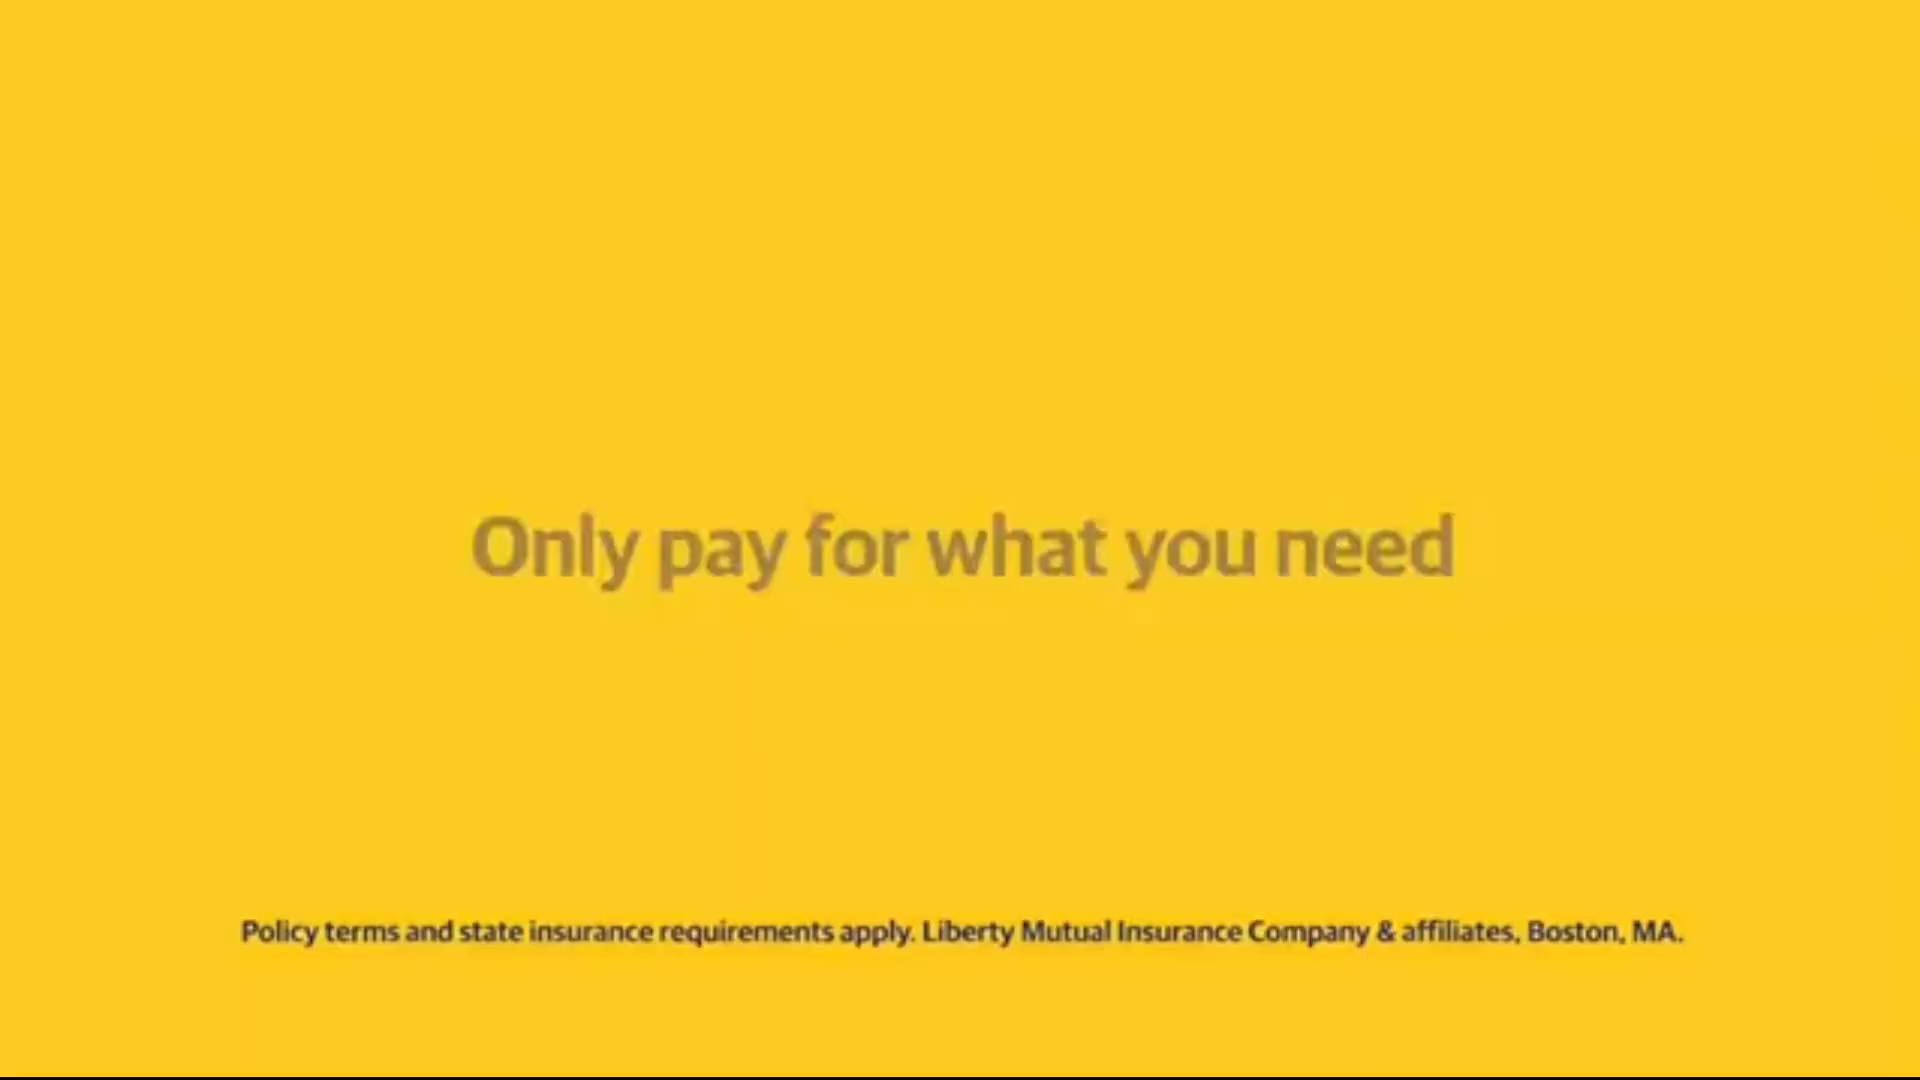 Only pay for what you need
Policy terms and state insurance requirements apply. Liberty Mutual Insurance Company & affiliates, Boston, MA.